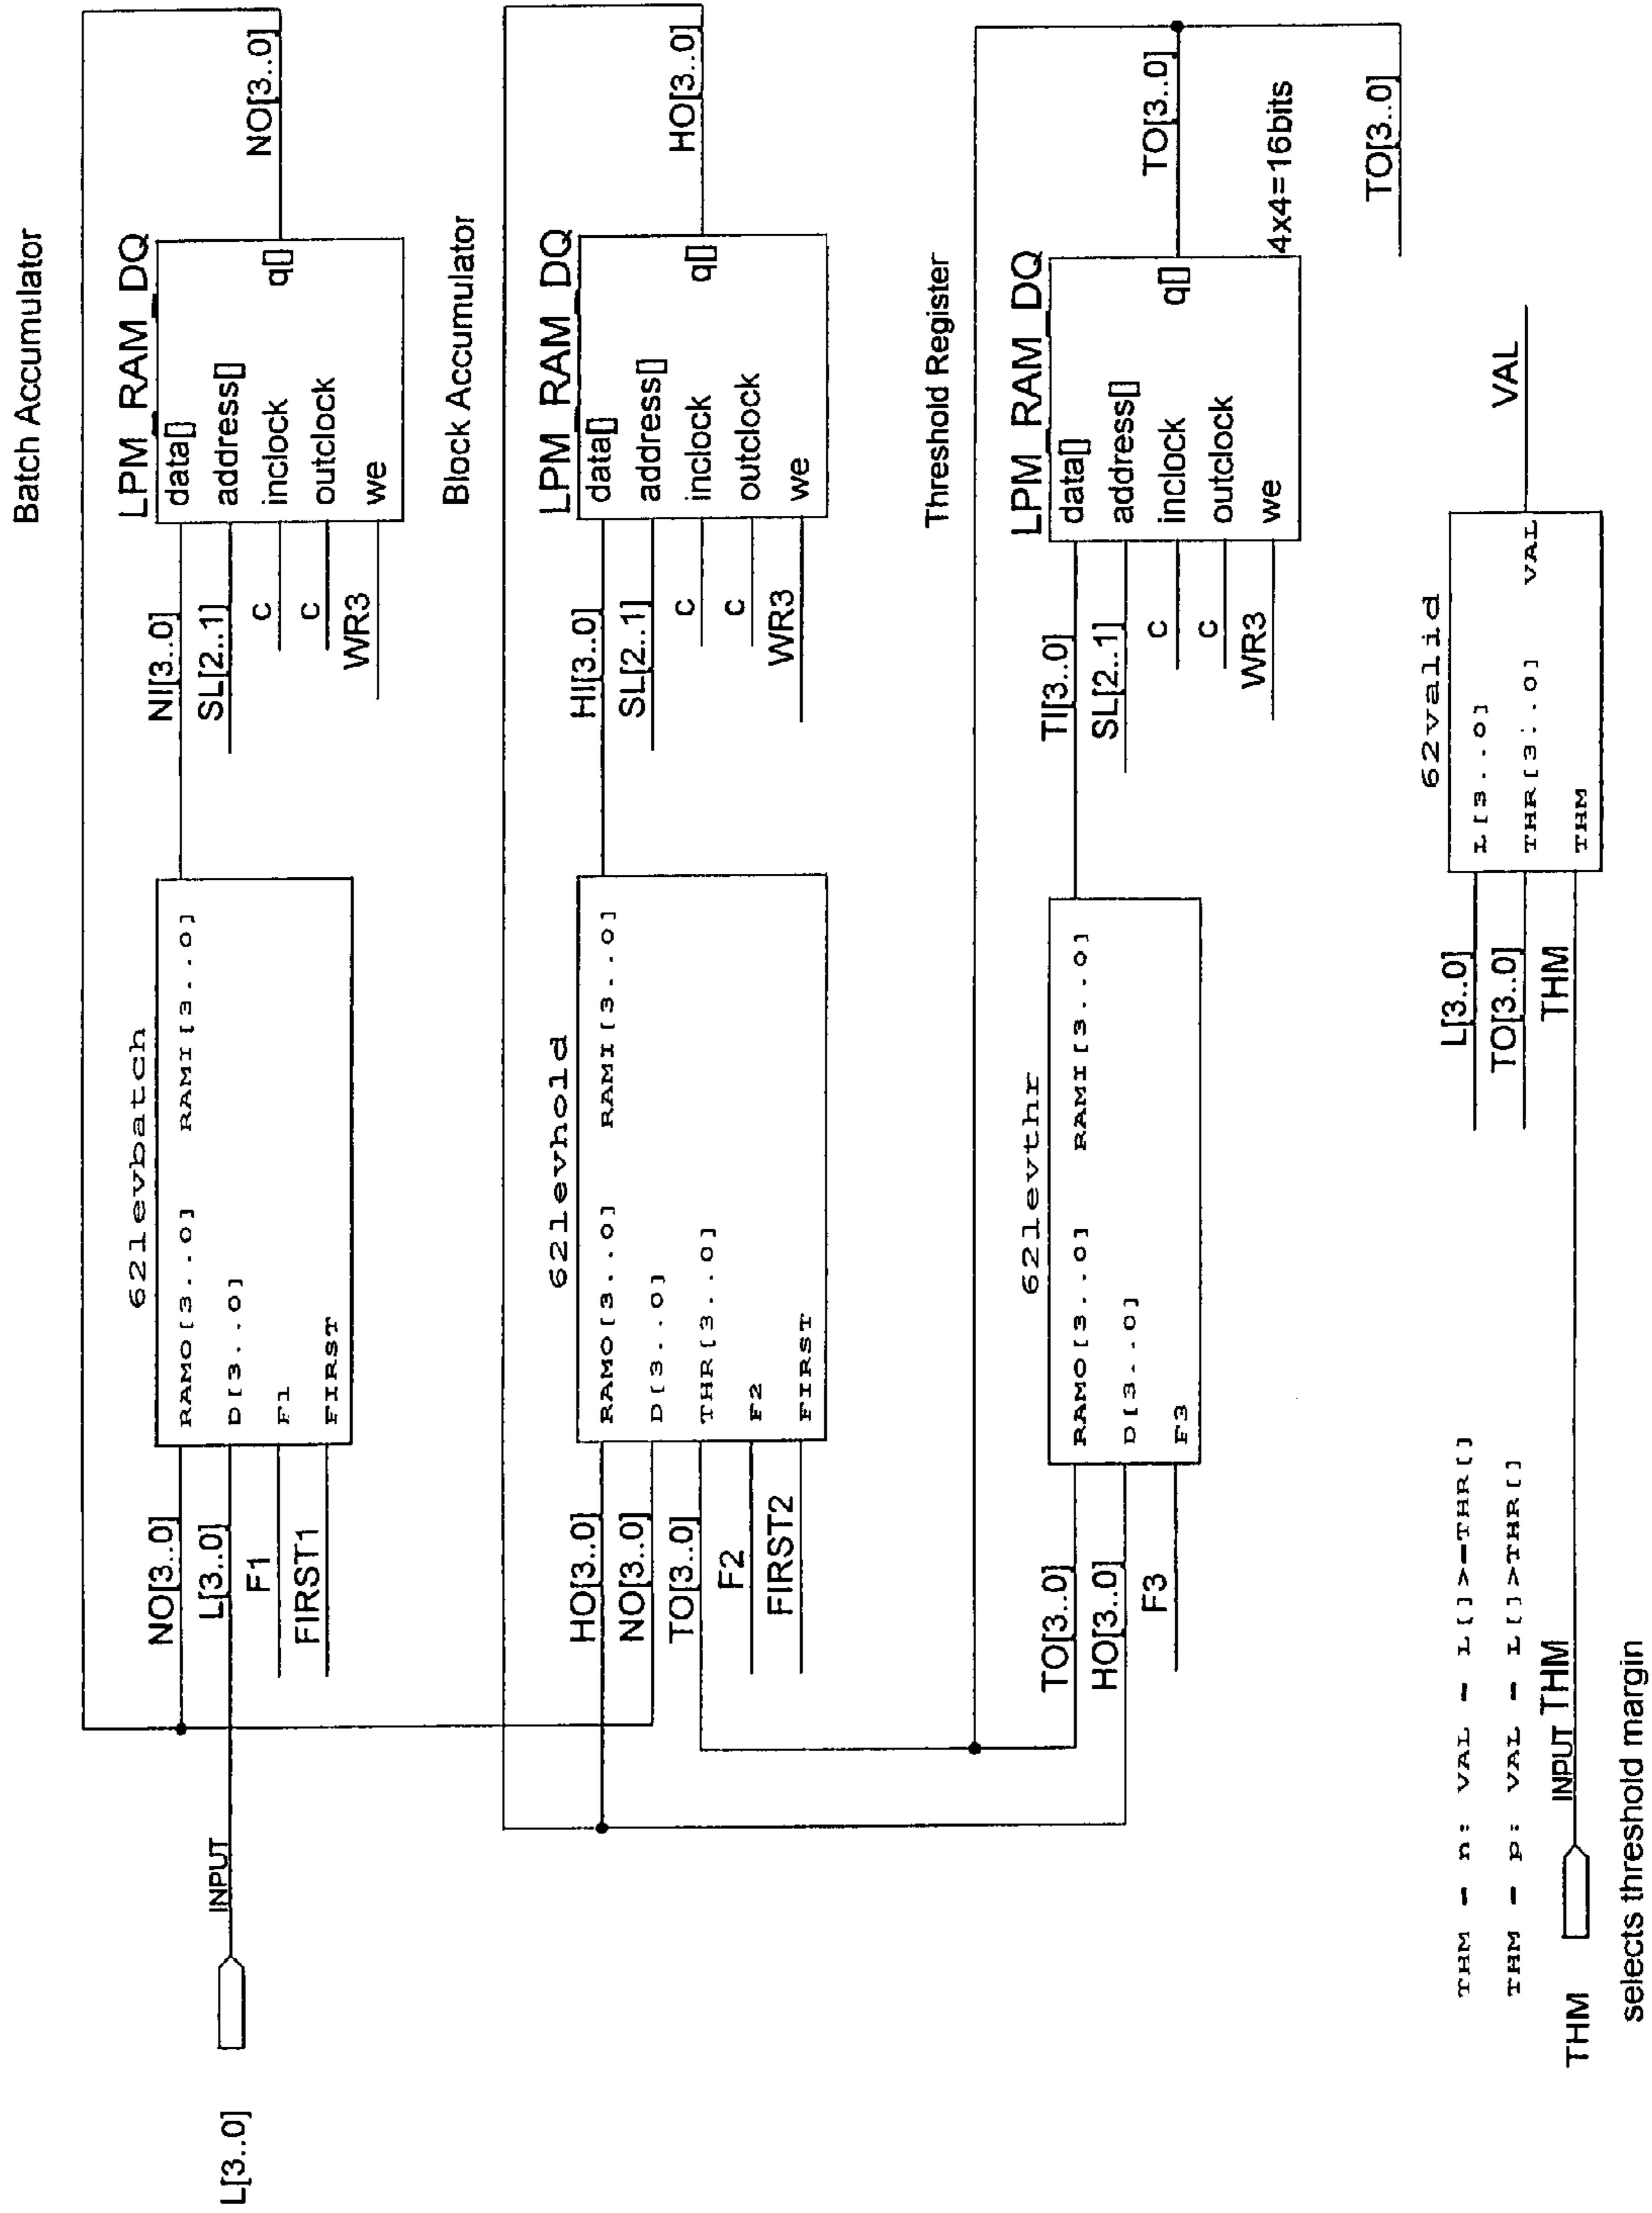 Batch Accumulator
62levbatch
LPM_RAM_DQ
L[3..0]
INPUT
NO[3..0]
L[3..0]
F1
FIRST1
RAMO[3..0]
RAMI[3..0]
D[3..0]
F1
FIRST
NI[3..0]
SL[2..1]
C
C
WR3
data[]
address[]
inclock
outclock
we
q[]
NO[3..0]
Block Accumulator
62levhold
LPM_RAM_DQ
HO[3..0]
NO[3..0]
TO[3..0]
F2
FIRST2
RAMO[3..0]
RAMI[3..0]
D[3..0]
THR[3..0]
F2
FIRST
HI[3..0]
SL[2..1]
C
C
WR3
data[]
address[]
inclock
outclock
we
q[]
HO[3..0]
Threshold Register
62levthr
LPM_RAM_DQ
TO[3..0]
HO[3..0]
F3
RAMO[3..0]
RAMI[3..0]
D[3..0]
F3
TI[3..0]
SL[2..1]
C
C
WR3
data[]
address[]
inclock
outclock
we
q[]
TO[3..0]
4x4=16bits
TO[3..0]
62valid
L[3..0]
TO[3..0]
THM
L[3..0]
THR[3..0]
VAL
THM
VAL
THM - n: VAL - L[]>-THR[]
THM - p: VAL - L[]>THR[]
THM
INPUT
THM
selects threshold margin